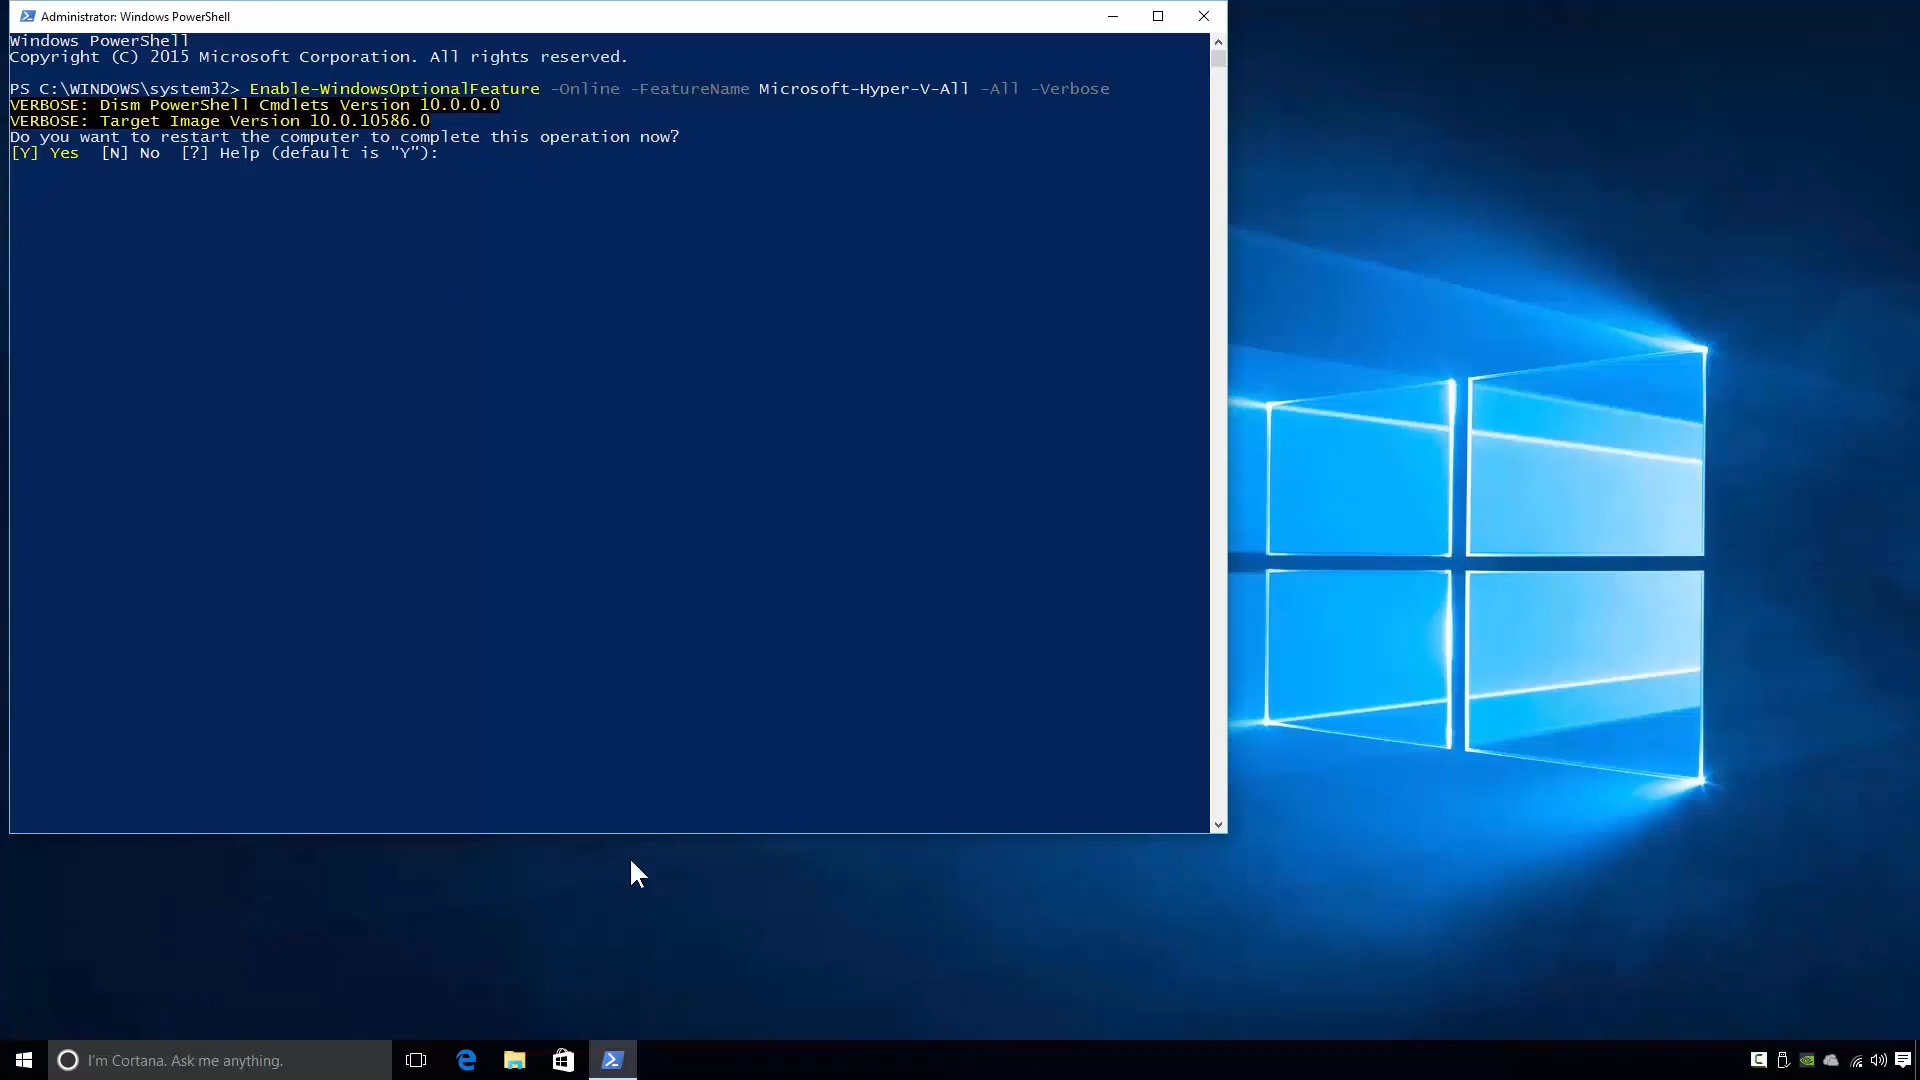 Administrator: Windows PowerShell
Windows PowerShell
Copyright (C) 2015 Microsoft Corporation. All rights reserved.
PS C:\WINDOWS\system32> Enable-WindowsOptionalFeature -Online -FeatureName Microsoft-Hyper-V-All -All -Verbose
VERBOSE: Dism PowerShell Cmdlets Version 10.0.0.0
VERBOSE: Target Image Version 10.0.10586.0
Do you want to restart the computer to complete this operation now?
[Y] Yes  [N] No  [?] Help (default is "Y"):
I'm Cortana. Ask me anything.